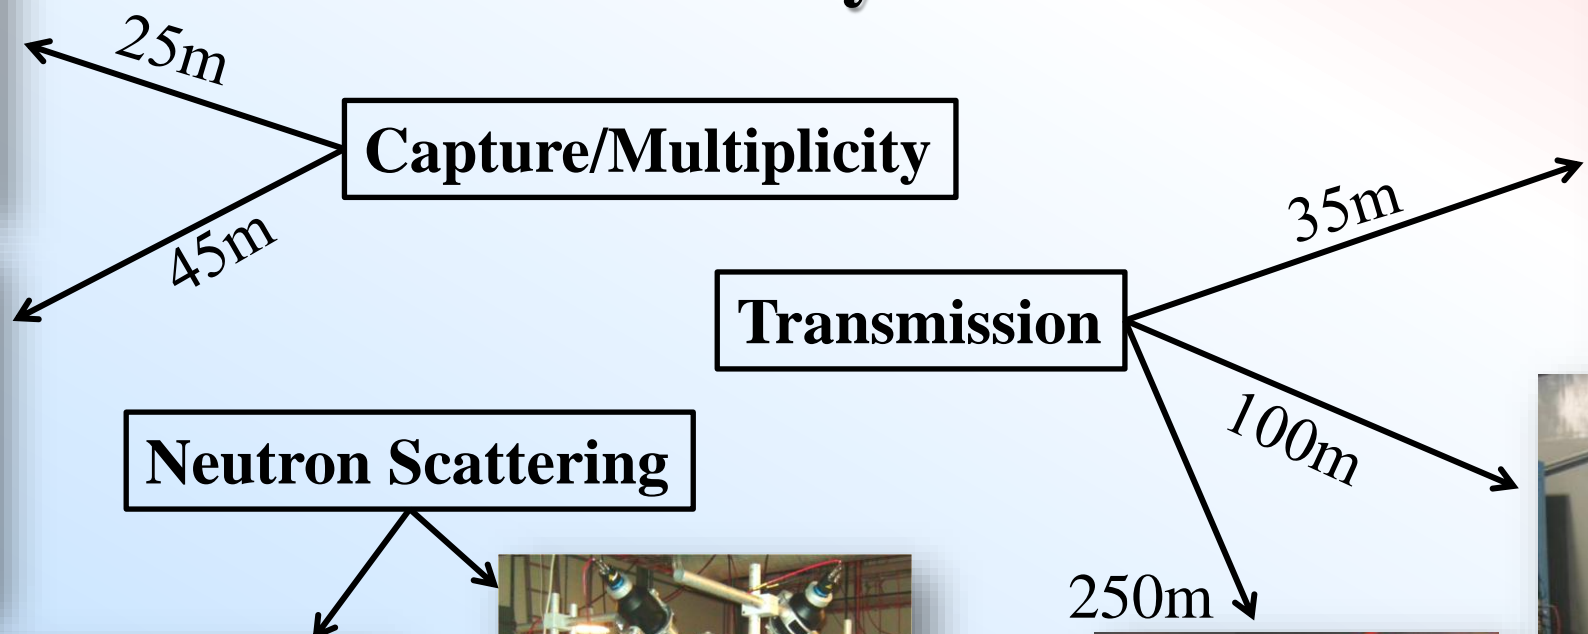 25m
Capture/Multiplicity
45m
35m
Transmission
100m
Neutron Scattering
250m